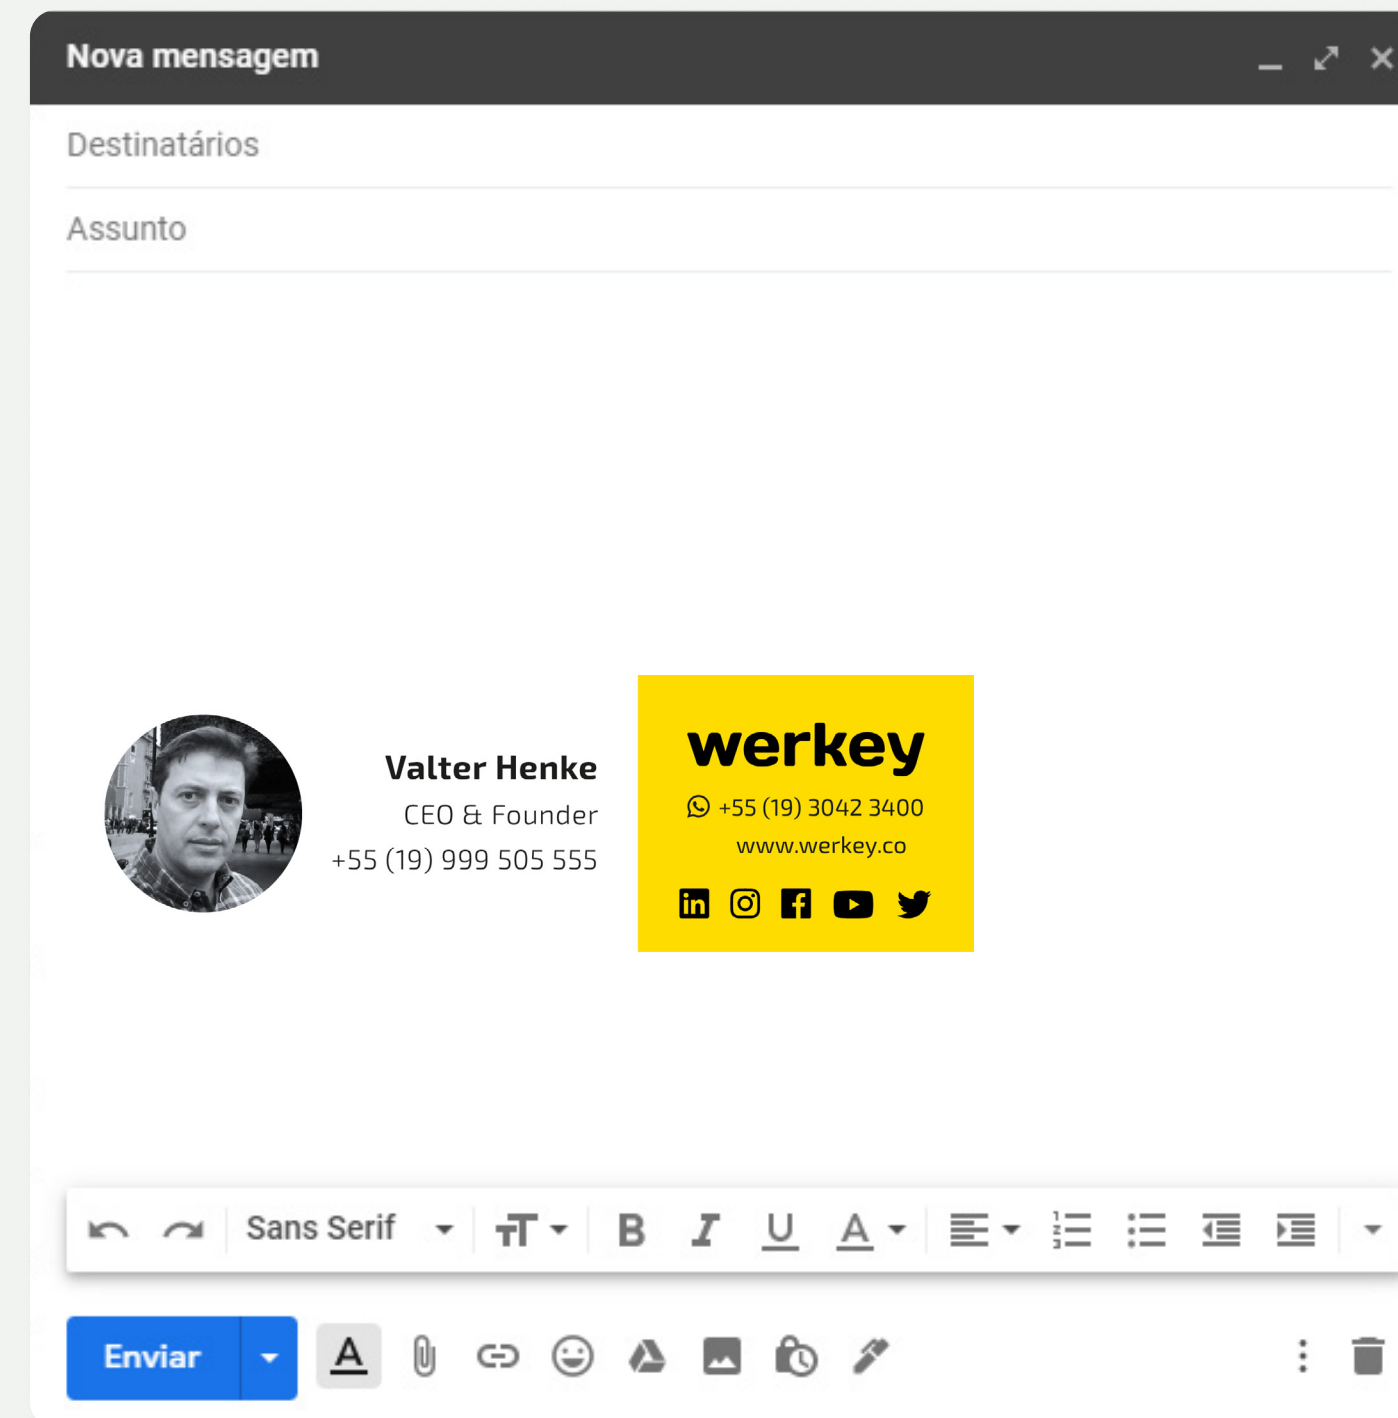 Nova mensagem
Destinatários
Assunto
Valter Henke
CEO & Founder
+55 (19) 999 505 555
werkey
+55 (19) 3042 3400
www.werkey.co
Sans Serif
Enviar